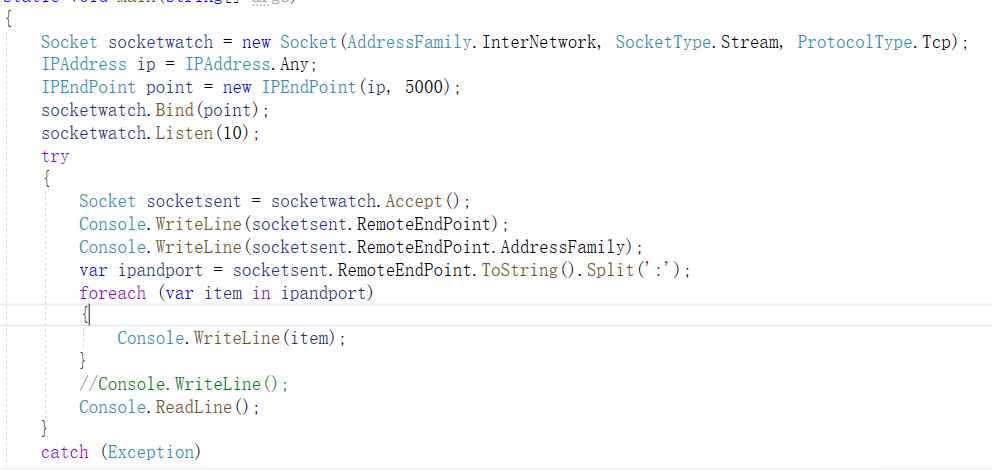 static void Main(string[] args)
{
Socket socketwatch = new Socket(AddressFamily.InterNetwork, SocketType.Stream, ProtocolType.Tcp);
IPAddress ip = IPAddress.Any;
IPEndPoint point = new IPEndPoint(ip, 5000);
socketwatch.Bind(point);
socketwatch.Listen(10);
try
{
Socket socketsent = socketwatch.Accept();
Console.WriteLine(socketsent.RemoteEndPoint);
Console.WriteLine(socketsent.RemoteEndPoint.AddressFamily);
var ipandport = socketsent.RemoteEndPoint.ToString().Split(':');
foreach (var item in ipandport)
{
Console.WriteLine(item);
}
//Console.WriteLine();
Console.ReadLine();
}
catch (Exception)